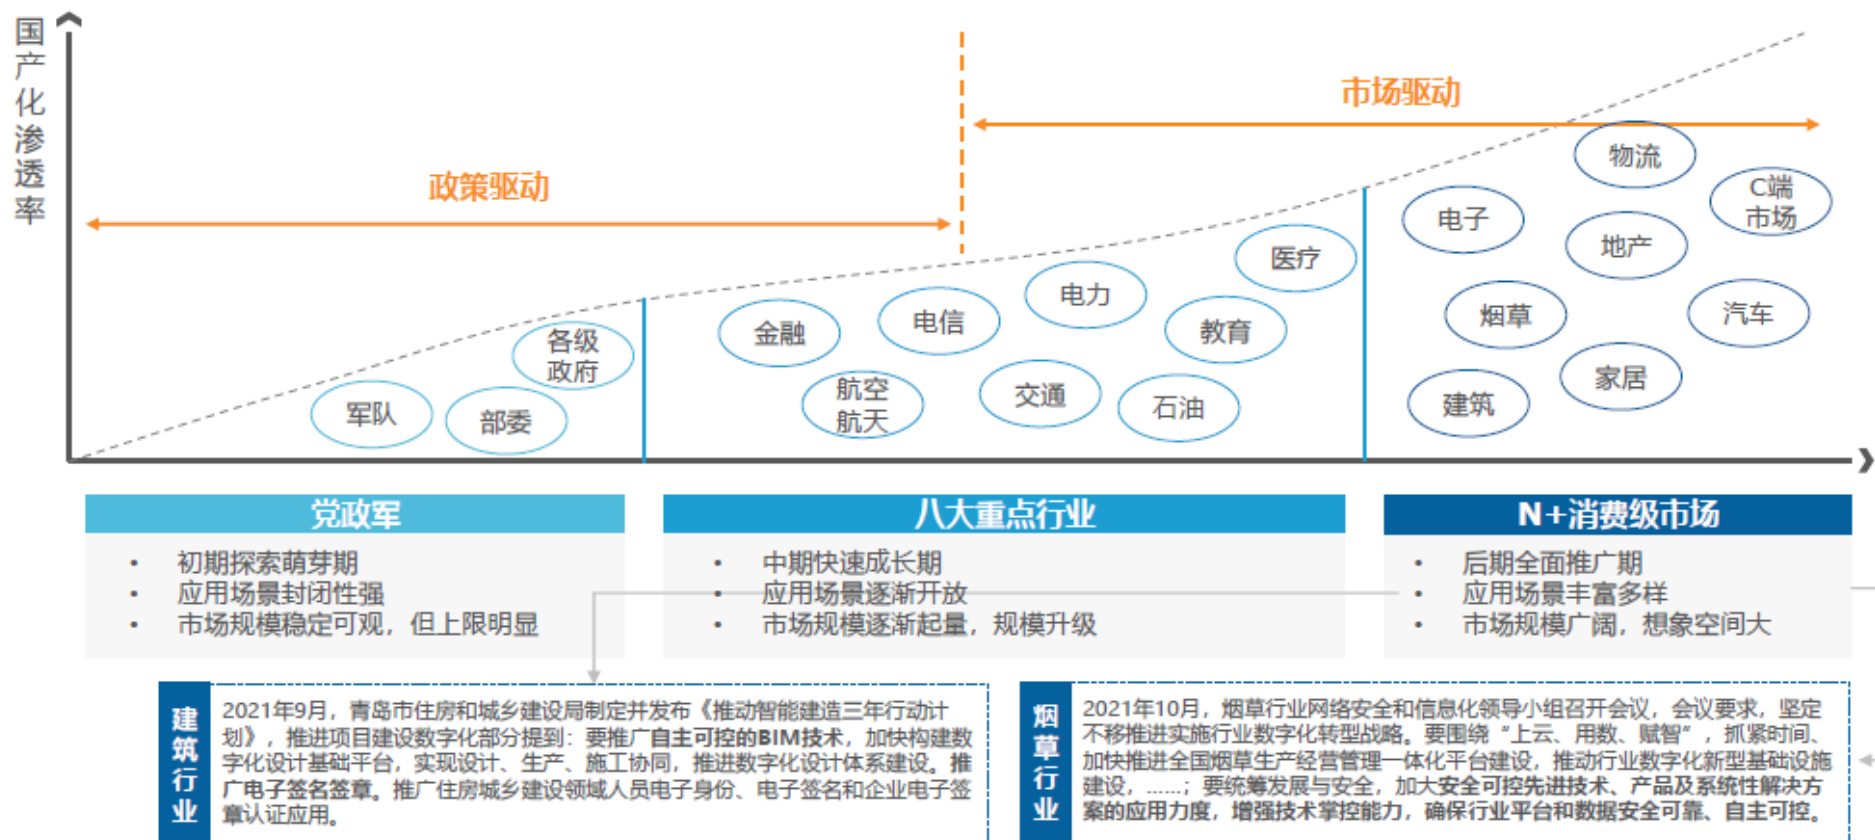 国产化渗透率
市场驱动
政策驱动
物流
C端
市场
电子
地产
医疗
电力
烟草
汽车
电信
金融
教育
各级
政府
家居
航空
航天
交通
石油
建筑
军队
部委
党政军
• 初期探索萌芽期
• 应用场景封闭性强
• 市场规模稳定可观，但上限明显
八大重点行业
• 中期快速成长期
• 应用场景逐渐开放
• 市场规模逐渐起量，规模升级
N+消费级市场
• 后期全面推广期
• 应用场景丰富多样
• 市场规模广阔，想象空间大
建筑行业
2021年9月，青岛市住房和城乡建设局制定并发布《推动智能建造三年行动计
划》，推进项目建设数字化部分提到：要推广自主可控的BIM技术，加快构建数
字化设计基础平台，实现设计、生产、施工协同，推进数字化设计体系建设。推
广电子签名签章。推广住房城乡建设领域人员电子身份、电子签名和企业电子签
章认证应用。
烟草行业
2021年10月，烟草行业网络安全和信息化领导小组召开会议，会议要求，坚定
不移推进实施行业数字化转型战略。要围绕“上云、用数、赋智”，抓紧时间、
加快推进全国烟草生产经营管理一体化平台建设，推动行业数字化新型基础设施
建设，……；要统筹发展与安全，加大安全可控先进技术、产品及系统性解决方
案的应用力度，增强技术掌控能力，确保行业平台和数据安全可靠、自主可控。